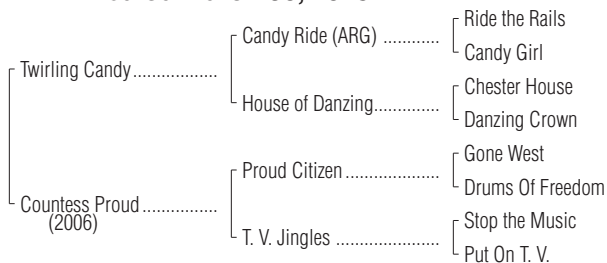 Ride the Rails
Candy Ride (ARG) ............
Candy Girl
Twirling Candy..................
Chester House
House of Danzing..............
Danzing Crown
Gone West
Proud Citizen ....................
Drums Of Freedom
Countess Proud ................
(2006)
Stop the Music
T. V. Jingles ......................
Put On T. V.